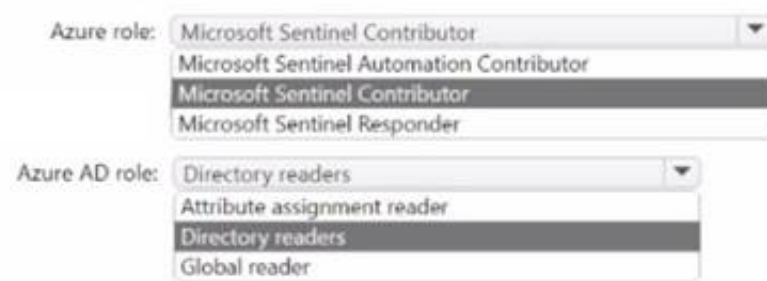 Azure role: Microsoft Sentinel Contributor
Microsoft Sentinel Automation Contributor
Microsoft Sentinel Contributor
Microsoft Sentinel Responder
Azure AD role: Directory readers
Attribute assignment reader
Directory readers
Global reader